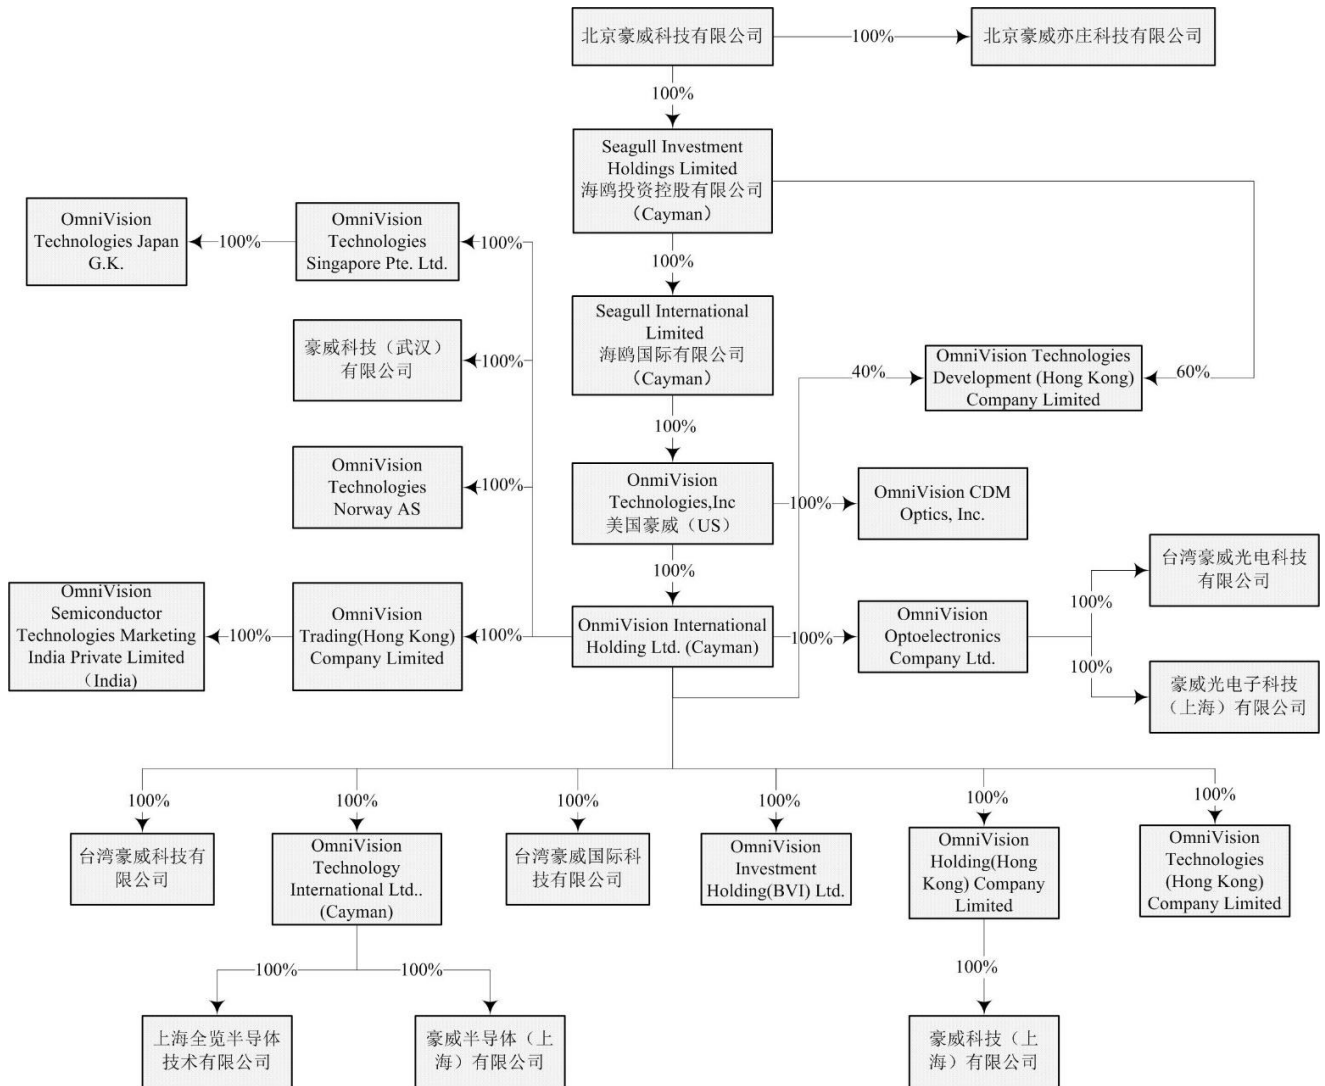 北京豪威科技有限公司
100%
北京豪威亦庄科技有限公司
100%
Seagull Investment
Holdings Limited
海鸥投资控股有限公司
（Cayman）
OmniVision
Technologies Japan
G.K.
100%
OmniVision
Technologies
Singapore Pte. Ltd.
100%
100%
Seagull International
Limited
海鸥国际有限公司
（Cayman）
豪威科技（武汉）
有限公司
100%
40%
OmniVision Technologies
Development (Hong Kong)
Company Limited
60%
100%
OmniVision
Technologies
Norway AS
100%
OnmiVision
Technologies,Inc
美国豪威（US）
100%
OmniVision CDM
Optics, Inc.
100%
台湾豪威光电科技
有限公司
100%
OmniVision
Semiconductor
Technologies Marketing
India Private Limited
（India）
100%
OmniVision
Trading(Hong Kong)
Company Limited
100%
OnmiVision International
Holding Ltd. (Cayman)
100%
OmniVision
Optoelectronics
Company Ltd.
100%
豪威光电子科技
（上海）有限公司
100%
100%
100%
100%
100%
100%
台湾豪威科技有
限公司
OmniVision
Technology
International Ltd..
(Cayman)
台湾豪威国际科
技有限公司
OmniVision
Investment
Holding(BVI) Ltd.
OmniVision
Holding(Hong
Kong) Company
Limited
OmniVision
Technologies
(Hong Kong)
Company Limited
100%
100%
100%
上海全览半导体
技术有限公司
豪威半导体（上
海）有限公司
豪威科技（上
海）有限公司